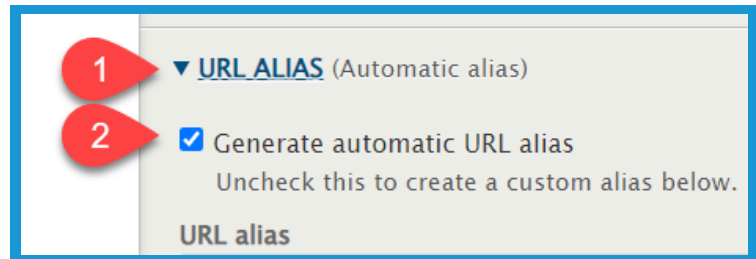 1 ▼ URL ALIAS (Automatic alias)
2 Generate automatic URL alias
Uncheck this to create a custom alias below.
URL alias